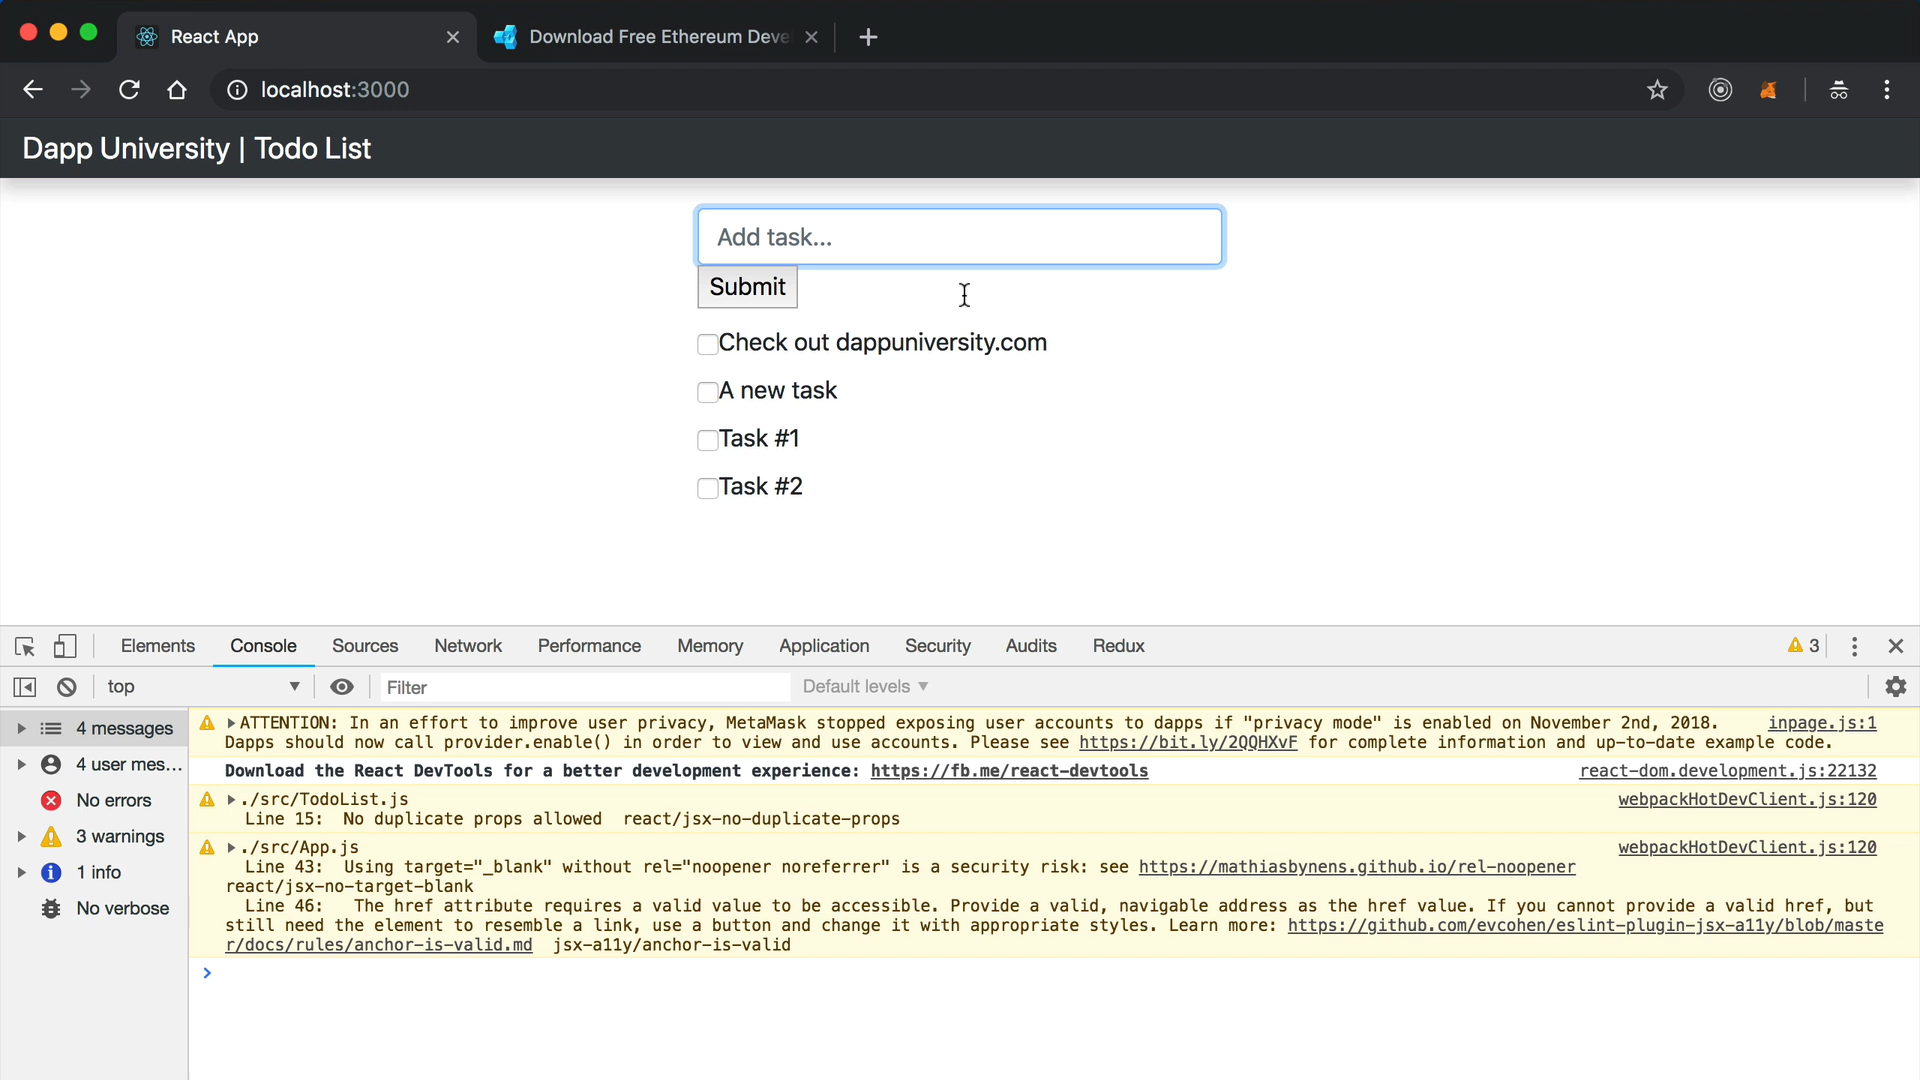 React App
Download Free Ethereum Deve
localhost:3000
Dapp University | Todo List
Add task...
Submit
Check out dappuniversity.com
A new task
Task #1
Task #2
Elements Console Sources Network Performance Memory Application Security Audits Redux 3
top Filter Default levels
4 messages
4 user mes...
No errors
3 warnings
1 info
No verbose
ATTENTION: In an effort to improve user privacy, MetaMask stopped exposing user accounts to dapps if "privacy mode" is enabled on November 2nd, 2018. inpage.js:1
Dapps should now call provider.enable() in order to view and use accounts. Please see https://bit.ly/2QQHXvF for complete information and up-to-date example code.
Download the React DevTools for a better development experience: https://fb.me/react-devtools react-dom.development.js:22132
./src/TodoList.js webpackHotDevClient.js:120
Line 15: No duplicate props allowed react/jsx-no-duplicate-props
./src/App.js webpackHotDevClient.js:120
Line 43: Using target="_blank" without rel="noopener noreferrer" is a security risk: see https://mathiasbynens.github.io/rel-noopener
react/jsx-no-target-blank
Line 46: The href attribute requires a valid value to be accessible. Provide a valid, navigable address as the href value. If you cannot provide a valid href, but
still need the element to resemble a link, use a button and change it with appropriate styles. Learn more: https://github.com/evcohen/eslint-plugin-jsx-a11y/blob/maste
r/docs/rules/anchor-is-valid.md jsx-a11y/anchor-is-valid